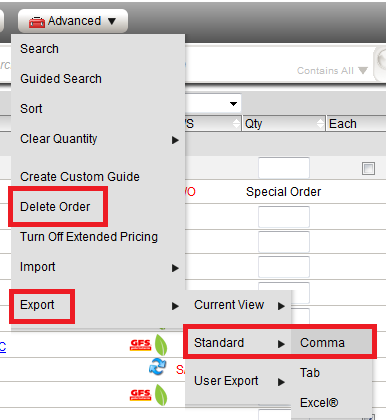 Advanced ▼
Search
Contains All ▼
Guided Search
Sort
/S Qty Each
Clear Quantity
Create Custom Guide
/O Special Order
Delete Order
Turn Off Extended Pricing
Import
Export
Current View
C GFS
Standard Comma
S
Tab
User Export
GFS
Excel®